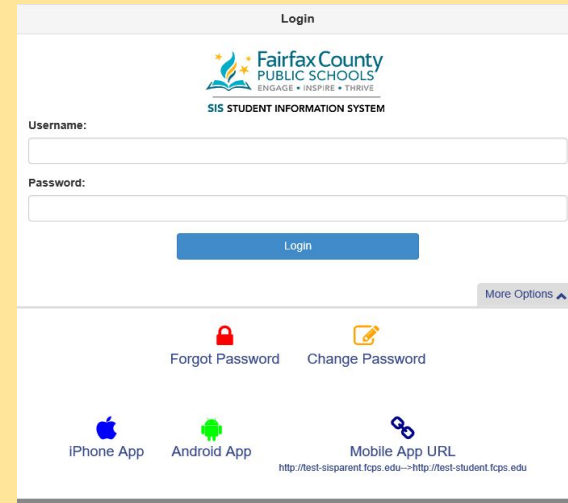 Login
Fairfax County
PUBLIC SCHOOLS
ENGAGE • INSPIRE • THRIVE
SIS STUDENT INFORMATION SYSTEM
Username:
Password:
Login
More Options
Forgot Password Change Password
iPhone App Android App Mobile App URL
http://test-sisparent.fcps.edu-->http://test-student.fcps.edu